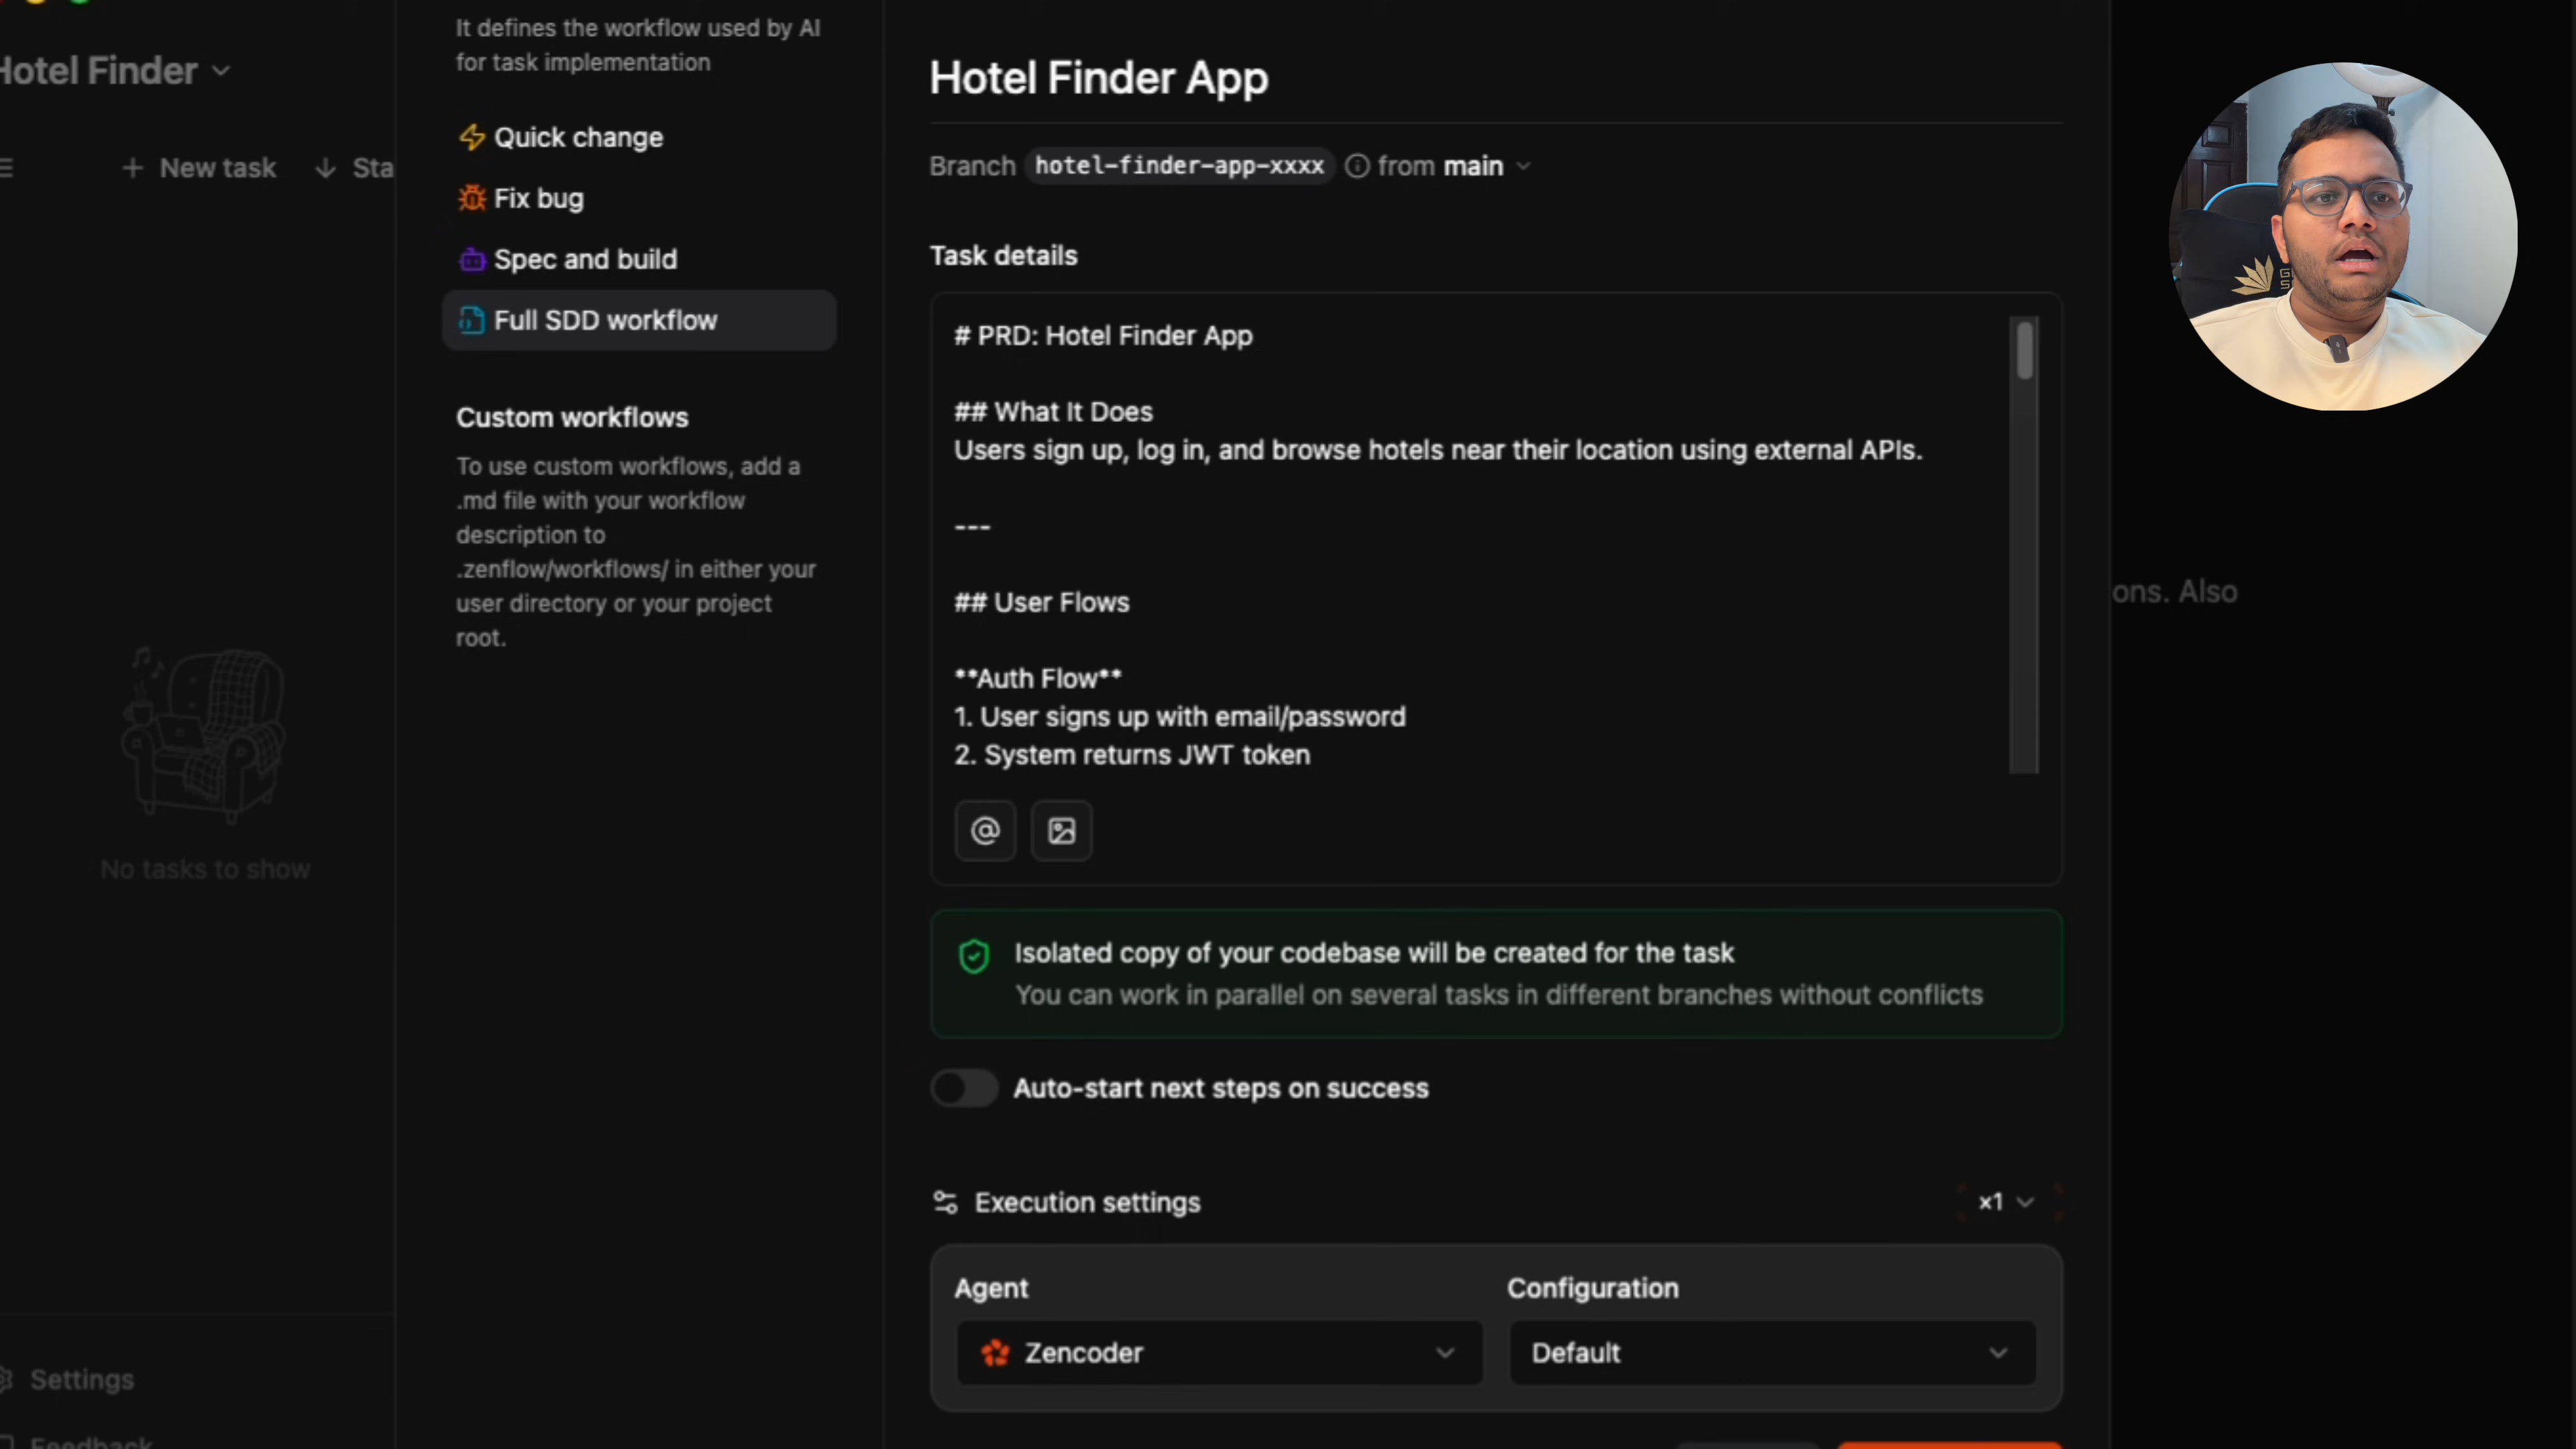 Hotel Finder
New task
Sta
No tasks to show
Settings
Feedback
It defines the workflow used by AI
for task implementation
Quick change
Fix bug
Spec and build
Full SDD workflow
Custom workflows
To use custom workflows, add a
.md file with your workflow
description to
.zenflow/workflows/ in either your
user directory or your project
root.
Hotel Finder App
Branch hotel-finder-app-xxxx from main
Task details
# PRD: Hotel Finder App
## What It Does
Users sign up, log in, and browse hotels near their location using external APIs.
---
## User Flows
**Auth Flow**
1. User signs up with email/password
2. System returns JWT token
Isolated copy of your codebase will be created for the task
You can work in parallel on several tasks in different branches without conflicts
Auto-start next steps on success
Execution settings
×1
Agent
Configuration
Zencoder
Default
ons. Also